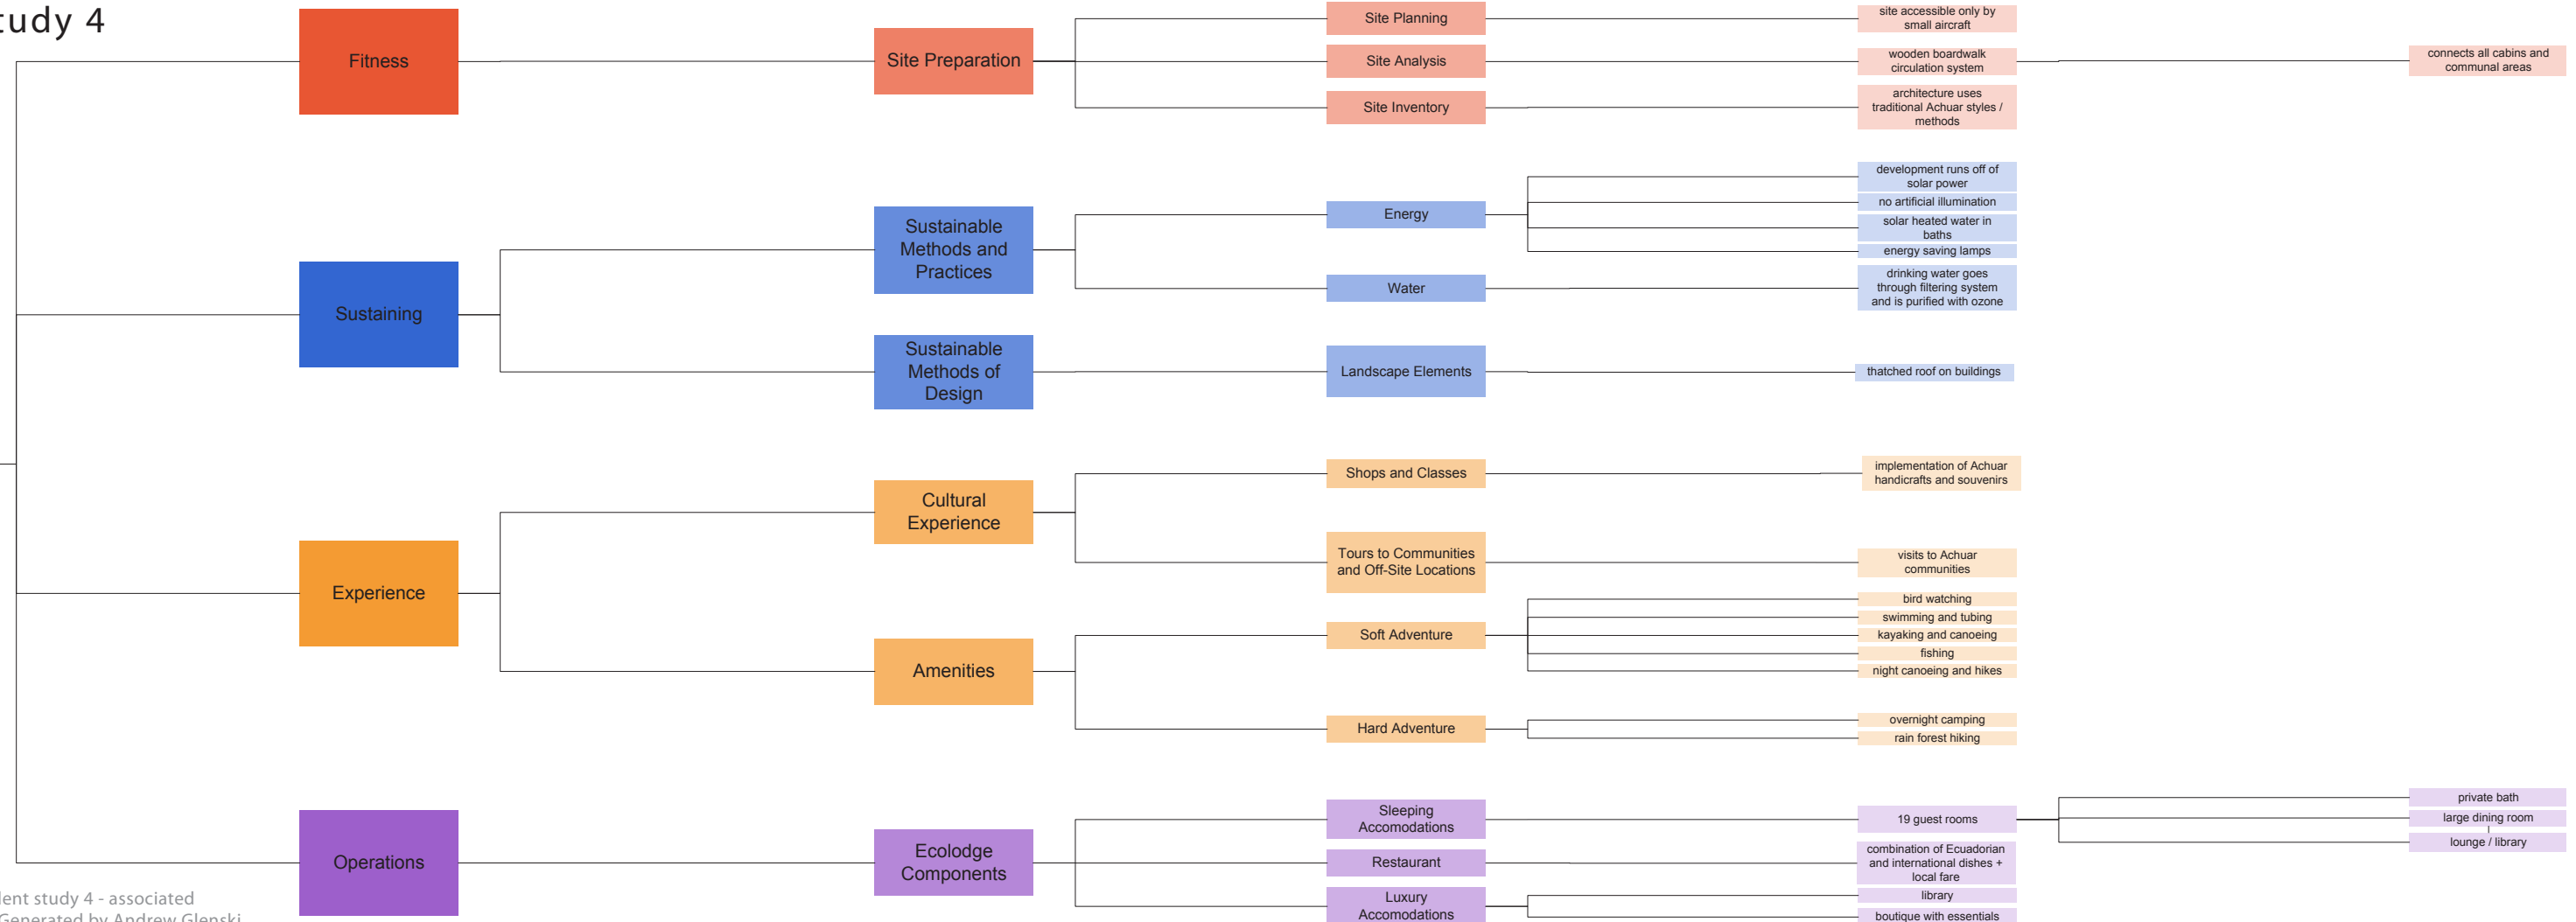 tudy 4
Fitness
Site Preparation
Site Planning
site accessible only by
small aircraft
Site Analysis
wooden boardwalk
circulation system
connects all cabins and
communal areas
Site Inventory
architecture uses
traditional Achuar styles /
methods
Sustaining
Sustainable
Methods and
Practices
Energy
development runs off of
solar power
no artificial illumination
solar heated water in
baths
energy saving lamps
Water
drinking water goes
through filtering system
and is purified with ozone
Sustainable
Methods of
Design
Landscape Elements
thatched roof on buildings
Experience
Cultural
Experience
Shops and Classes
implementation of Achuar
handicrafts and souvenirs
Tours to Communities
and Off-Site Locations
visits to Achuar
communities
Amenities
Soft Adventure
bird watching
swimming and tubing
kayaking and canoeing
fishing
night canoeing and hikes
Hard Adventure
overnight camping
rain forest hiking
Operations
Ecolodge
Components
Sleeping
Accomodations
19 guest rooms
private bath
large dining room
lounge / library
Restaurant
combination of Ecuadorian
and international dishes +
local fare
Luxury
Accomodations
library
boutique with essentials
dent study 4 - associated
Generated by Andrew Glenski